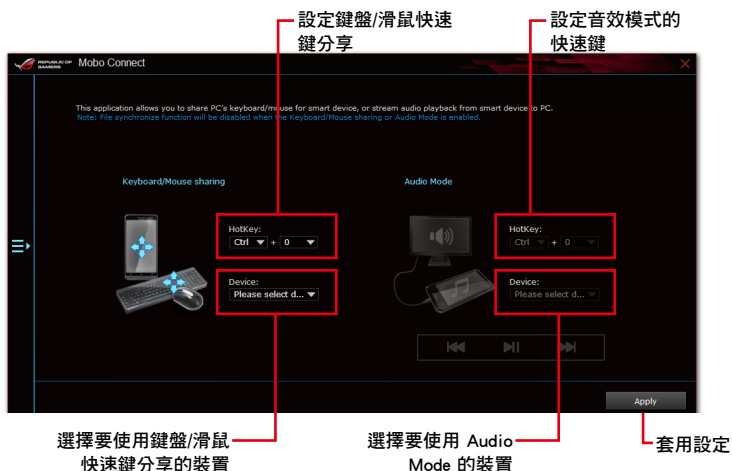 設定鍵盤/滑鼠快速
鍵分享
設定音效模式的
快速鍵
REPUBLIC OF
GAMERS
Mobo Connect
This application allows you to share PC's keyboard/mouse for smart device, or stream audio playback from smart device to PC.
Note: File synchronize function will be disabled when the Keyboard/Mouse sharing or Audio Mode is enabled.
Keyboard/Mouse sharing
Audio Mode
HotKey:
Ctrl + 0
HotKey:
Ctrl + 0
Device:
Please select d...
Device:
Please select d...
Apply
選擇要使用鍵盤/滑鼠
快速鍵分享的裝置
選擇要使用 Audio
Mode 的裝置
套用設定